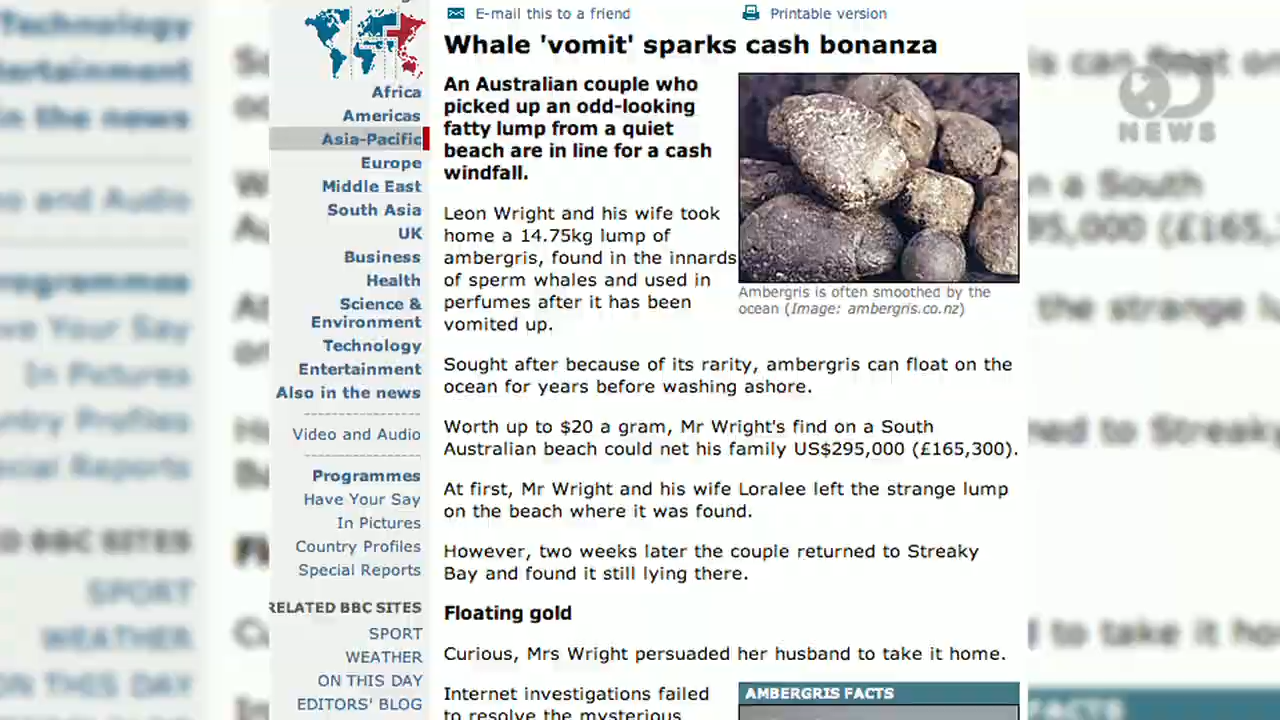 E-mail this to a friend
Printable version
Whale 'vomit' sparks cash bonanza
An Australian couple who
picked up an odd-looking
fatty lump from a quiet
beach are in line for a cash
windfall.
Leon Wright and his wife took
home a 14.75kg lump of
ambergris, found in the innards
of sperm whales and used in
perfumes after it has been
vomited up.
Ambergris is often smoothed by the
ocean (Image: ambergris.co.nz)
Sought after because of its rarity, ambergris can float on the
ocean for years before washing ashore.
Worth up to $20 a gram, Mr Wright's find on a South
Australian beach could net his family US$295,000 (£165,300).
At first, Mr Wright and his wife Loralee left the strange lump
on the beach where it was found.
However, two weeks later the couple returned to Streaky
Bay and found it still lying there.
Floating gold
Curious, Mrs Wright persuaded her husband to take it home.
Internet investigations failed
to resolve the mysterious
AMBERGRIS FACTS
Africa
Americas
Asia-Pacific
Europe
Middle East
South Asia
UK
Business
Health
Science &
Environment
Technology
Entertainment
Also in the news
Video and Audio
Programmes
Have Your Say
In Pictures
Country Profiles
Special Reports
RELATED BBC SITES
SPORT
WEATHER
ON THIS DAY
EDITORS' BLOG
D
NEWS